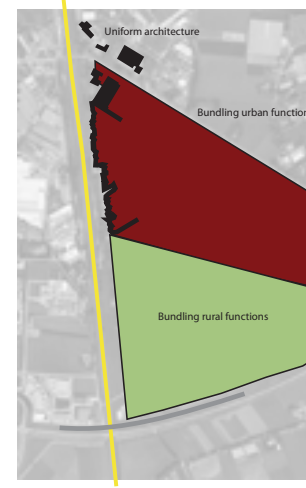 Uniform architecture
Bundling urban function
Bundling rural functions